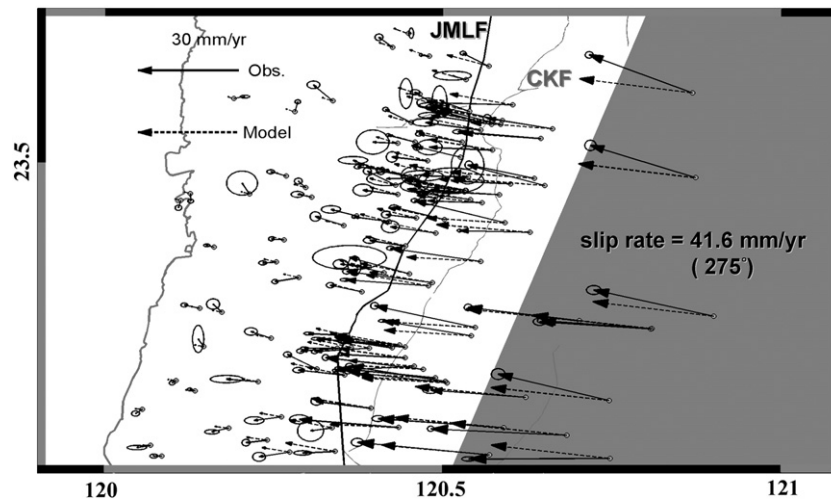 30 mm/yr
JMLF
Obs.
CKF
Model
23.5
slip rate = 41.6 mm/yr
( 275°)
120
120.5
121